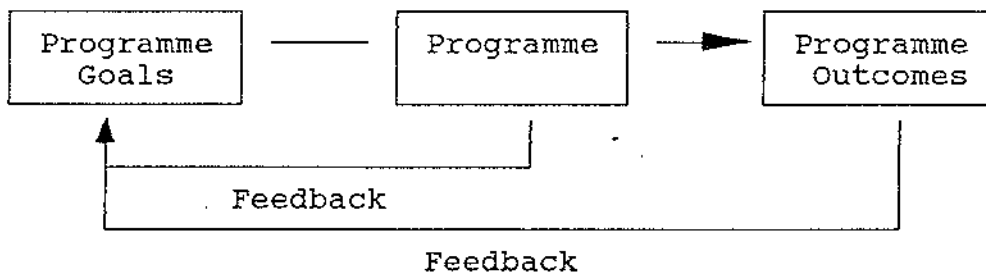 Programme
Goals
Programme
Programme
Outcomes
Feedback
Feedback